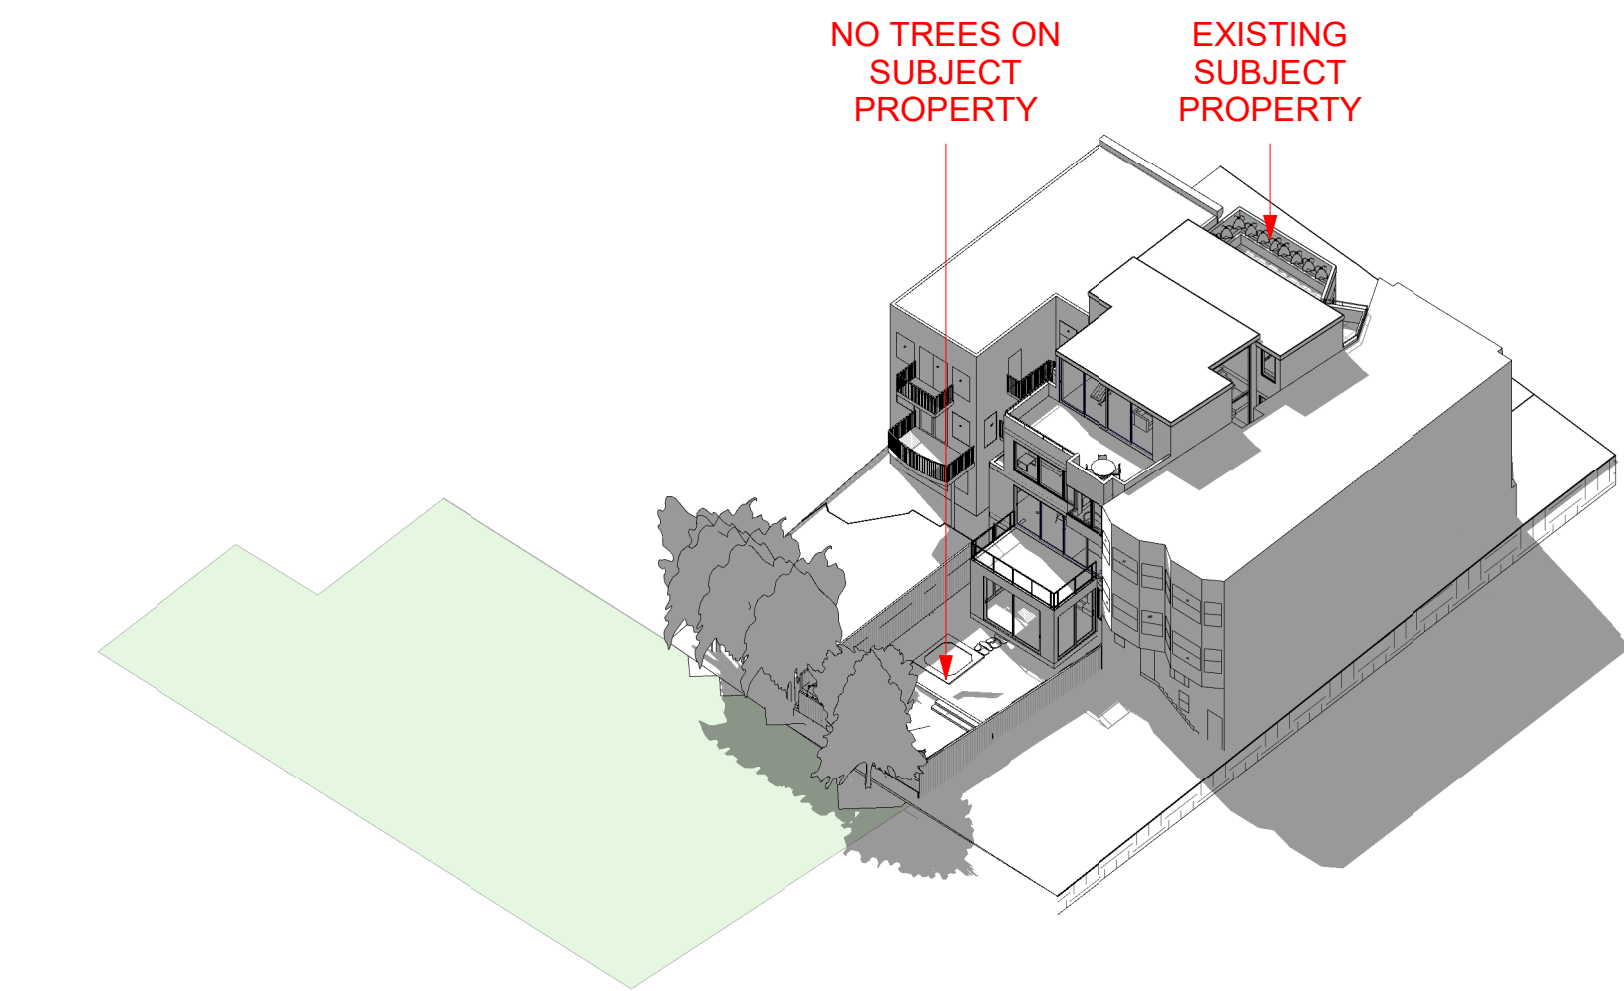 NO TREES ON
SUBJECT
PROPERTY
EXISTING
SUBJECT
PROPERTY